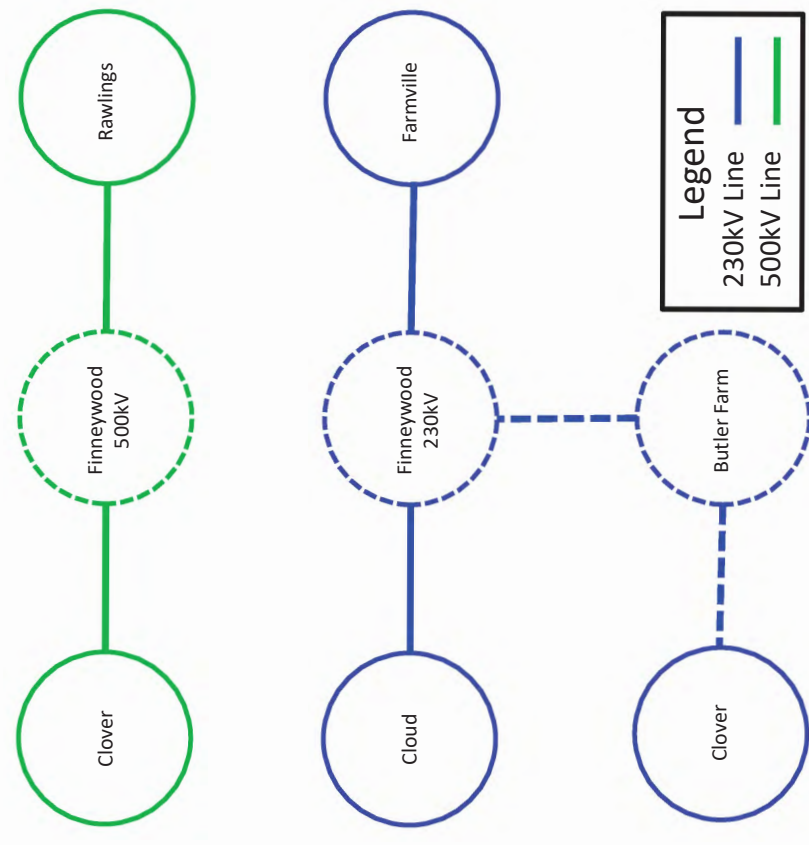 Clover
Finneywood
500kV
Rawlings
Cloud
Finneywood
230kV
Farmville
Clover
Butler Farm
Legend
230kV Line
500kV Line